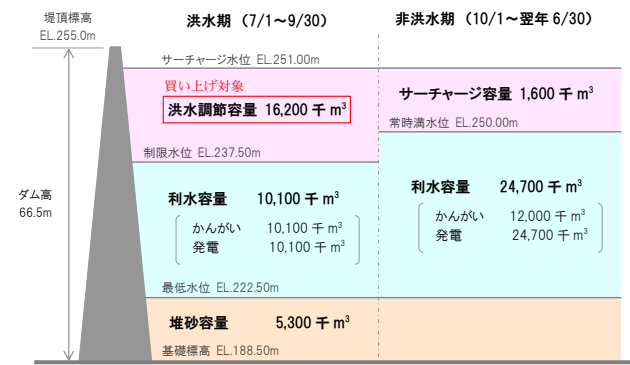 堤頂標高
EL.255.0m
洪水期（7/1～9/30）
非洪水期（10/1～翌年 6/30）
サーチャージ水位 EL.251.00m
買い上げ対象
洪水調節容量 16,200 千 m³
サーチャージ容量 1,600 千 m³
常時満水位 EL.250.00m
制限水位 EL.237.50m
ダム高
66.5m
利水容量 10,100 千 m³
かんがい 10,100 千 m³
発電 10,100 千 m³
利水容量 24,700 千 m³
かんがい 12,000 千 m³
発電 24,700 千 m³
最低水位 EL.222.50m
堆砂容量 5,300 千 m³
基礎標高 EL.188.50m